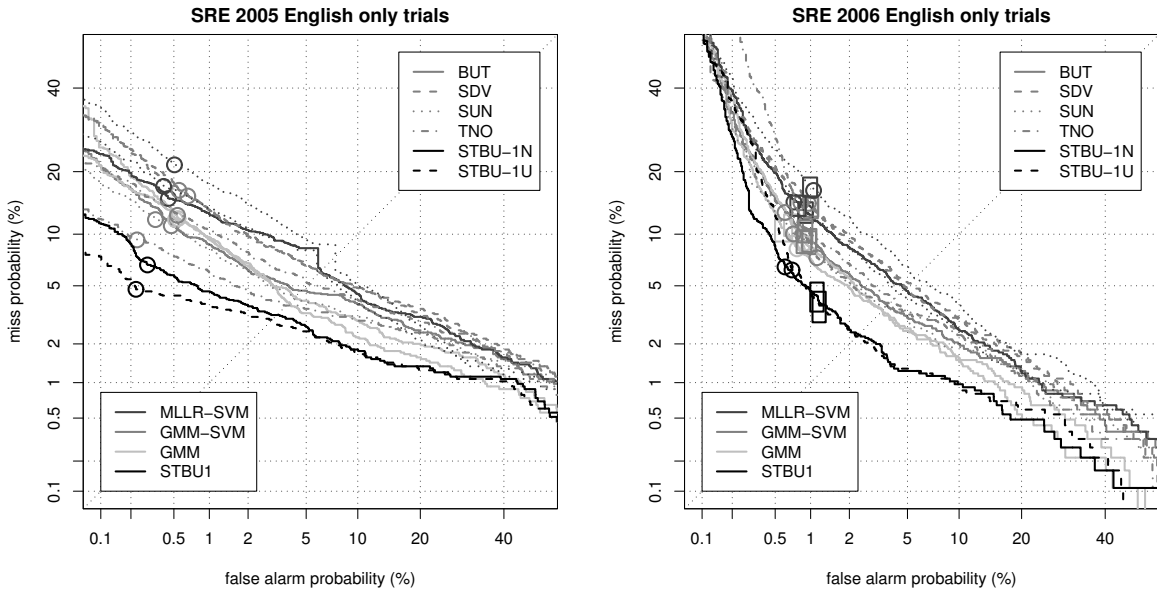 SRE 2005 English only trials
miss probability (%)
40
20
10
5
2
1
0.5
0.1
BUT
SDV
SUN
TNO
STBU−1N
STBU−1U
MLLR−SVM
GMM−SVM
GMM
STBU1
0.1 0.5 1 2 5 10 20 40
false alarm probability (%)
SRE 2006 English only trials
miss probability (%)
40
20
10
5
2
1
0.5
0.1
BUT
SDV
SUN
TNO
STBU−1N
STBU−1U
MLLR−SVM
GMM−SVM
GMM
STBU1
0.1 0.5 1 2 5 10 20 40
false alarm probability (%)